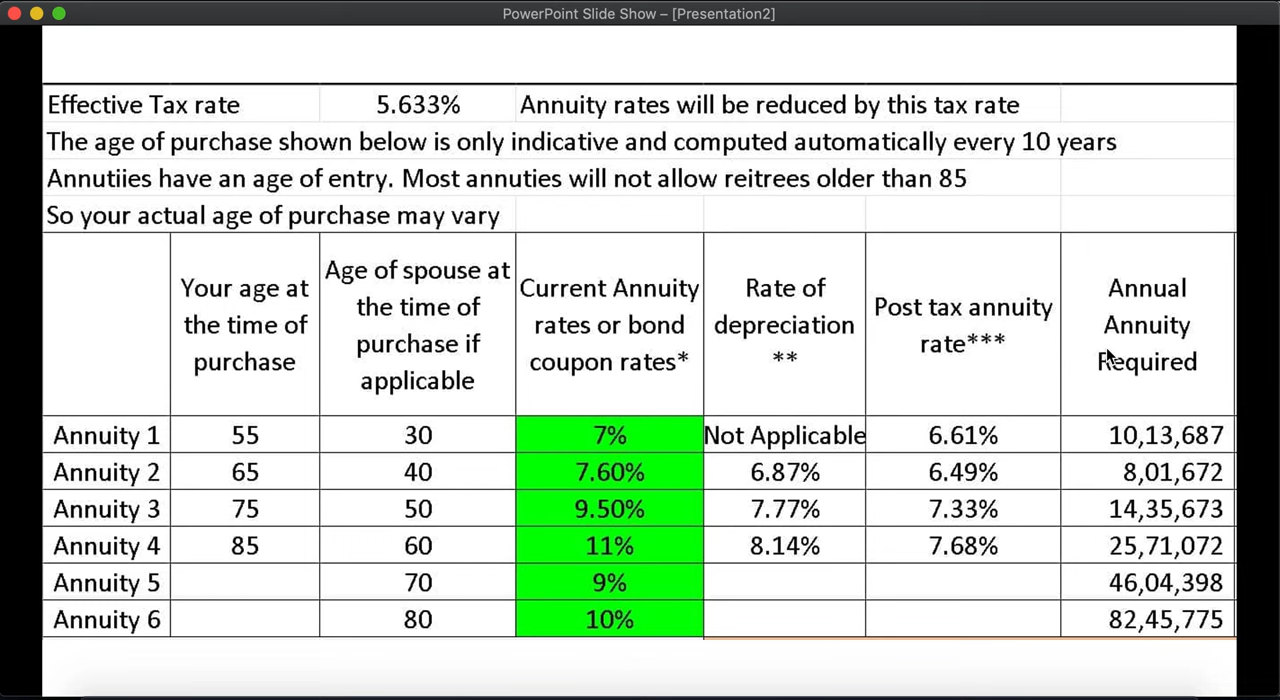 PowerPoint Slide Show – [Presentation2]
Effective Tax rate 5.633% Annuity rates will be reduced by this tax rate
The age of purchase shown below is only indicative and computed automatically every 10 years
Annutiies have an age of entry. Most annuties will not allow reitrees older than 85
So your actual age of purchase may vary
Your age at
the time of
purchase
Age of spouse at
the time of
purchase if
applicable
Current Annuity
rates or bond
coupon rates*
Rate of
depreciation
**
Post tax annuity
rate***
Annual
Annuity
Required
Annuity 1 55 30 7% Not Applicable 6.61% 10,13,687
Annuity 2 65 40 7.60% 6.87% 6.49% 8,01,672
Annuity 3 75 50 9.50% 7.77% 7.33% 14,35,673
Annuity 4 85 60 11% 8.14% 7.68% 25,71,072
Annuity 5 70 9% 46,04,398
Annuity 6 80 10% 82,45,775